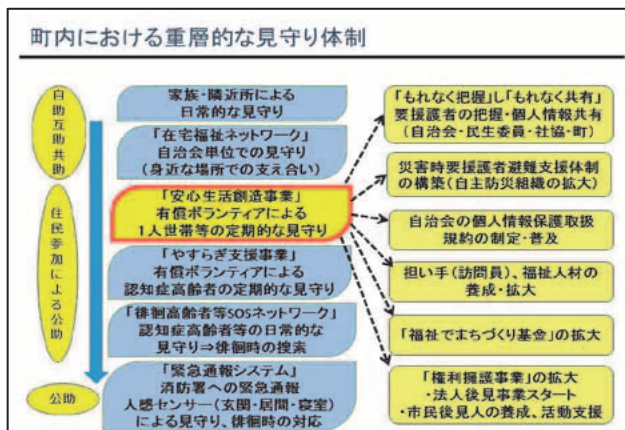 町内における重層的な見守り体制
自助互助共助
住民参加による公助
公助
家族・隣近所による
日常的な見守り
「在宅福祉ネットワーク」
自治会単位での見守り
(身近な場所での支え合い)
「安心生活創造事業」
有償ボランティアによる
1人世帯等の定期的な見守り
「やすらぎ支援事業」
有償ボランティアによる
認知症高齢者の定期的な見守り
「徘徊高齢者等SOSネットワーク」
認知症高齢者等の日常的な
見守り⇒徘徊時の捜索
「緊急通報システム」
消防署への緊急通報
人感センサー(玄関・居間・寝室)
による見守り、徘徊時の対応
「もれなく把握」し「もれなく共有」
要援護者の把握・個人情報共有
(自治会・民生委員・社協・町)
災害時要援護者避難支援体制
の構築(自主防災組織の拡大)
自治会の個人情報保護取扱
規約の制定・普及
担い手(訪問員)、福祉人材の
養成・拡大
「福祉でまちづくり基金」の拡大
「権利擁護事業」の拡大
・法人後見事業スタート
・市民後見人の養成、活動支援